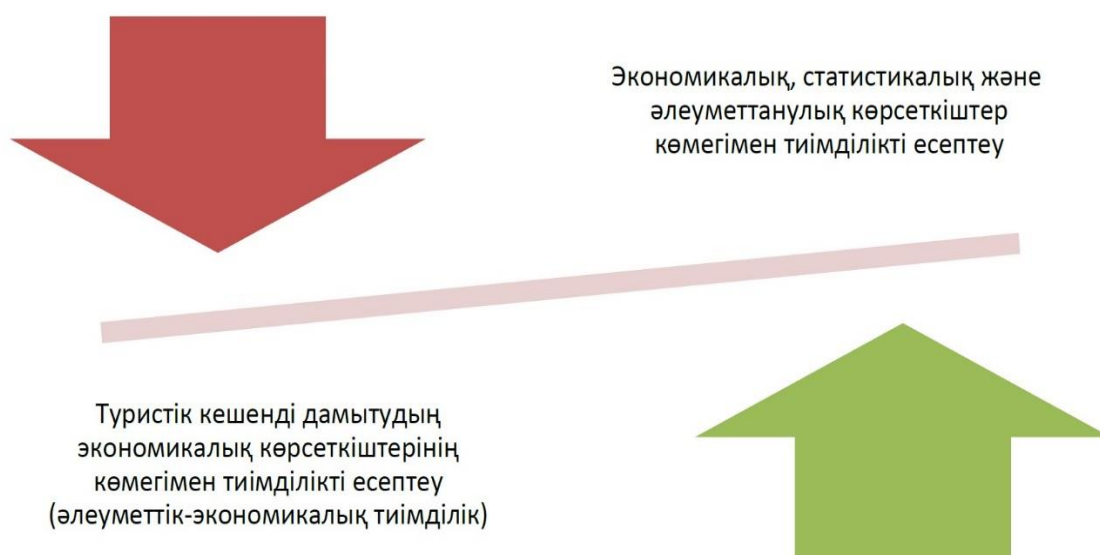 Экономикалық, статистикалық және
әлеуметтанулық көрсеткіштер
көмегімен тиімділікті есептеу
Туристік кешенді дамытудың
экономикалық көрсеткіштерінің
көмегімен тиімділікті есептеу
(әлеуметтік-экономикалық тиімділік)